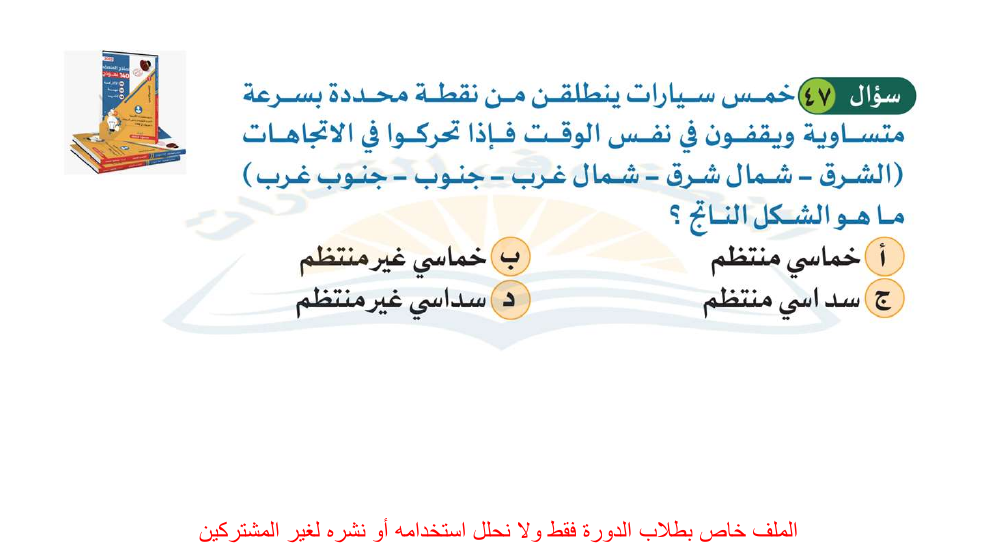 سؤال ٤٧ خمس سيارات ينطلقن من نقطة محددة بسرعة
متساوية ويقفون في نفس الوقت فإذا تحركوا في الاتجاهات
(الشرق - شمال شرق - شمال غرب - جنوب - جنوب غرب)
ما هو الشكل الناتج ؟
أ خماسي منتظم
ب خماسي غير منتظم
ج سداسي منتظم
د سداسي غير منتظم
الملف خاص بطلاب الدورة فقط ولا نحلل استخدامه أو نشره لغير المشتركين